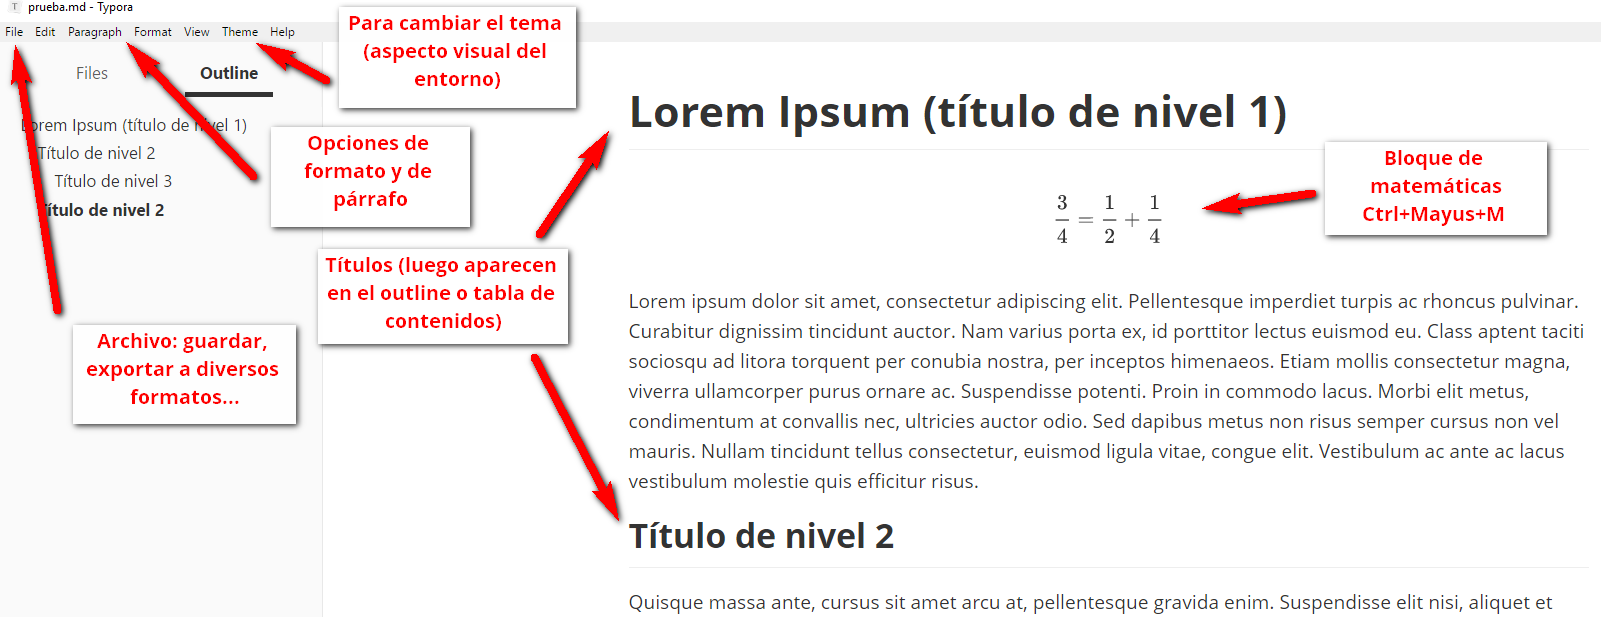 T prueba.md - Typora
File Edit Paragraph Format View Theme Help
Files Outline
Lorem Ipsum (título de nivel 1)
Título de nivel 2
Título de nivel 3
Título de nivel 2
Para cambiar el tema
(aspecto visual del
entorno)
Opciones de
formato y de
párrafo
Títulos (luego aparecen
en el outline o tabla de
contenidos)
Archivo: guardar,
exportar a diversos
formatos...
Lorem Ipsum (título de nivel 1)
3/4 = 1/2 + 1/4
Bloque de
matemáticas
Ctrl+Mayus+M
Lorem ipsum dolor sit amet, consectetur adipiscing elit. Pellentesque imperdiet turpis ac rhoncus pulvinar.
Curabitur dignissim tincidunt auctor. Nam varius porta ex, id porttitor lectus euismod eu. Class aptent taciti
sociosqu ad litora torquent per conubia nostra, per inceptos himenaeos. Etiam mollis consectetur magna,
viverra ullamcorper purus ornare ac. Suspendisse potenti. Proin in commodo lacus. Morbi elit metus,
condimentum at convallis nec, ultricies auctor odio. Sed dapibus metus non risus semper cursus non vel
mauris. Nullam tincidunt tellus consectetur, euismod ligula vitae, congue elit. Vestibulum ac ante ac lacus
vestibulum molestie quis efficitur risus.
Título de nivel 2
Quisque massa ante, cursus sit amet arcu at, pellentesque gravida enim. Suspendisse elit nisi, aliquet et